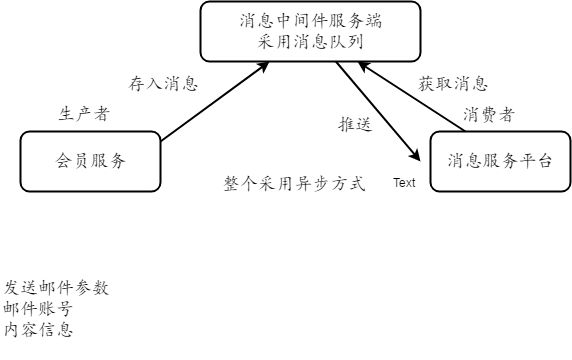 消息中间件服务端
采用消息队列
存入消息
获取消息
生产者
消费者
推送
会员服务
消息服务平台
整个采用异步方式
Text
发送邮件参数
邮件账号
内容信息